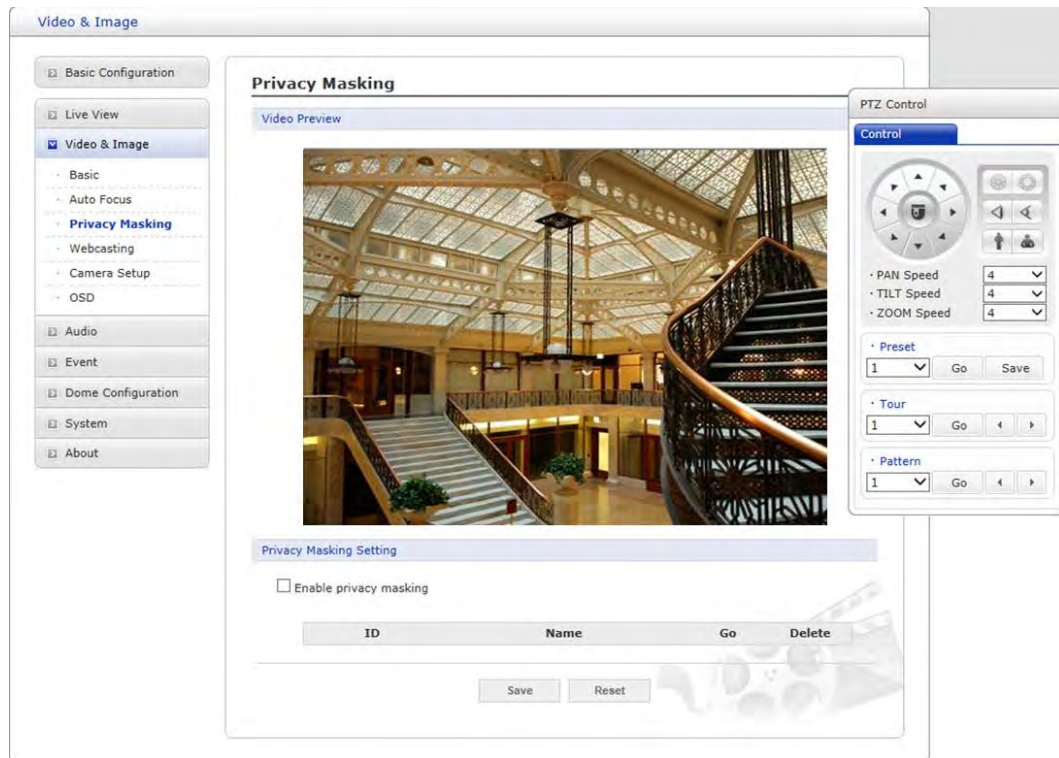 Video & Image
Basic Configuration
Live View
Video & Image
Basic
Auto Focus
Privacy Masking
Webcasting
Camera Setup
OSD
Audio
Event
Dome Configuration
System
About
Privacy Masking
Video Preview
Privacy Masking Setting
Enable privacy masking
ID Name Go Delete
Save Reset
PTZ Control
Control
· PAN Speed 4
· TILT Speed 4
· ZOOM Speed 4
· Preset
1 Go Save
· Tour
1 Go
· Pattern
1 Go